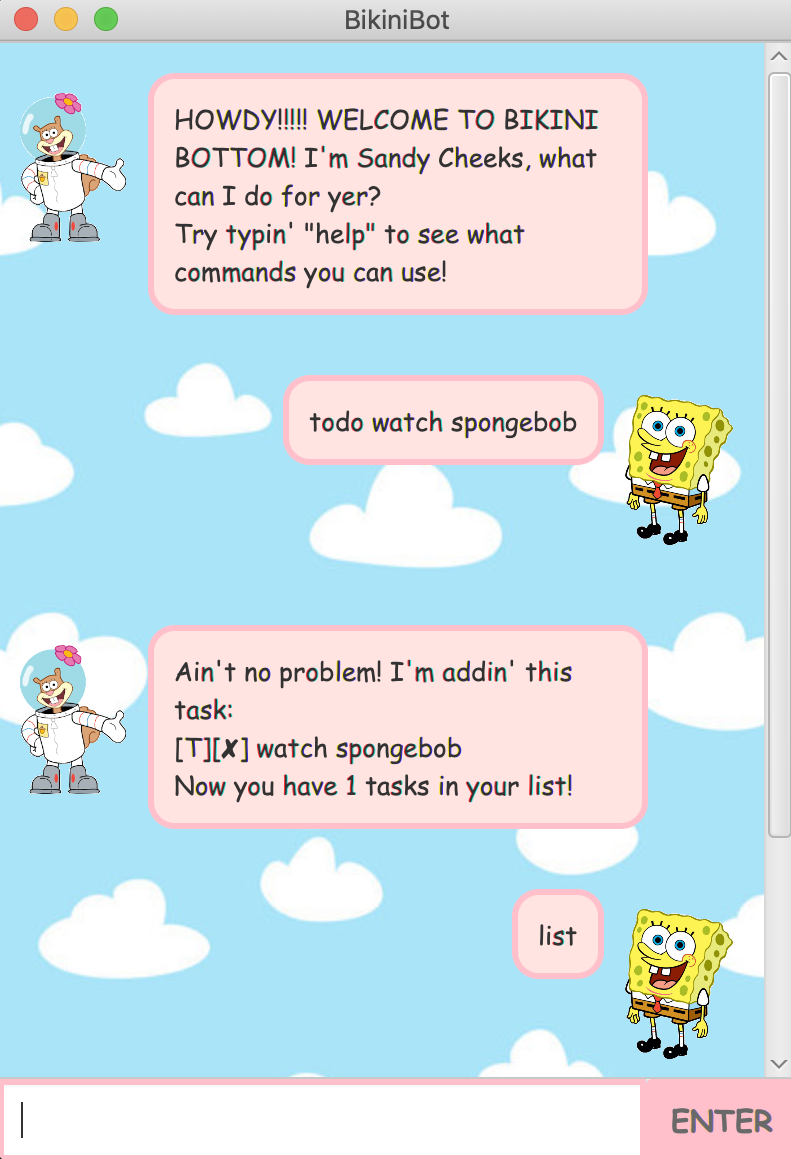 BikiniBot
HOWDY!!!!! WELCOME TO BIKINI
BOTTOM! I'm Sandy Cheeks, what
can I do for yer?
Try typin' "help" to see what
commands you can use!
todo watch spongebob
Ain't no problem! I'm addin' this
task:
[T][✘] watch spongebob
Now you have 1 tasks in your list!
list
ENTER